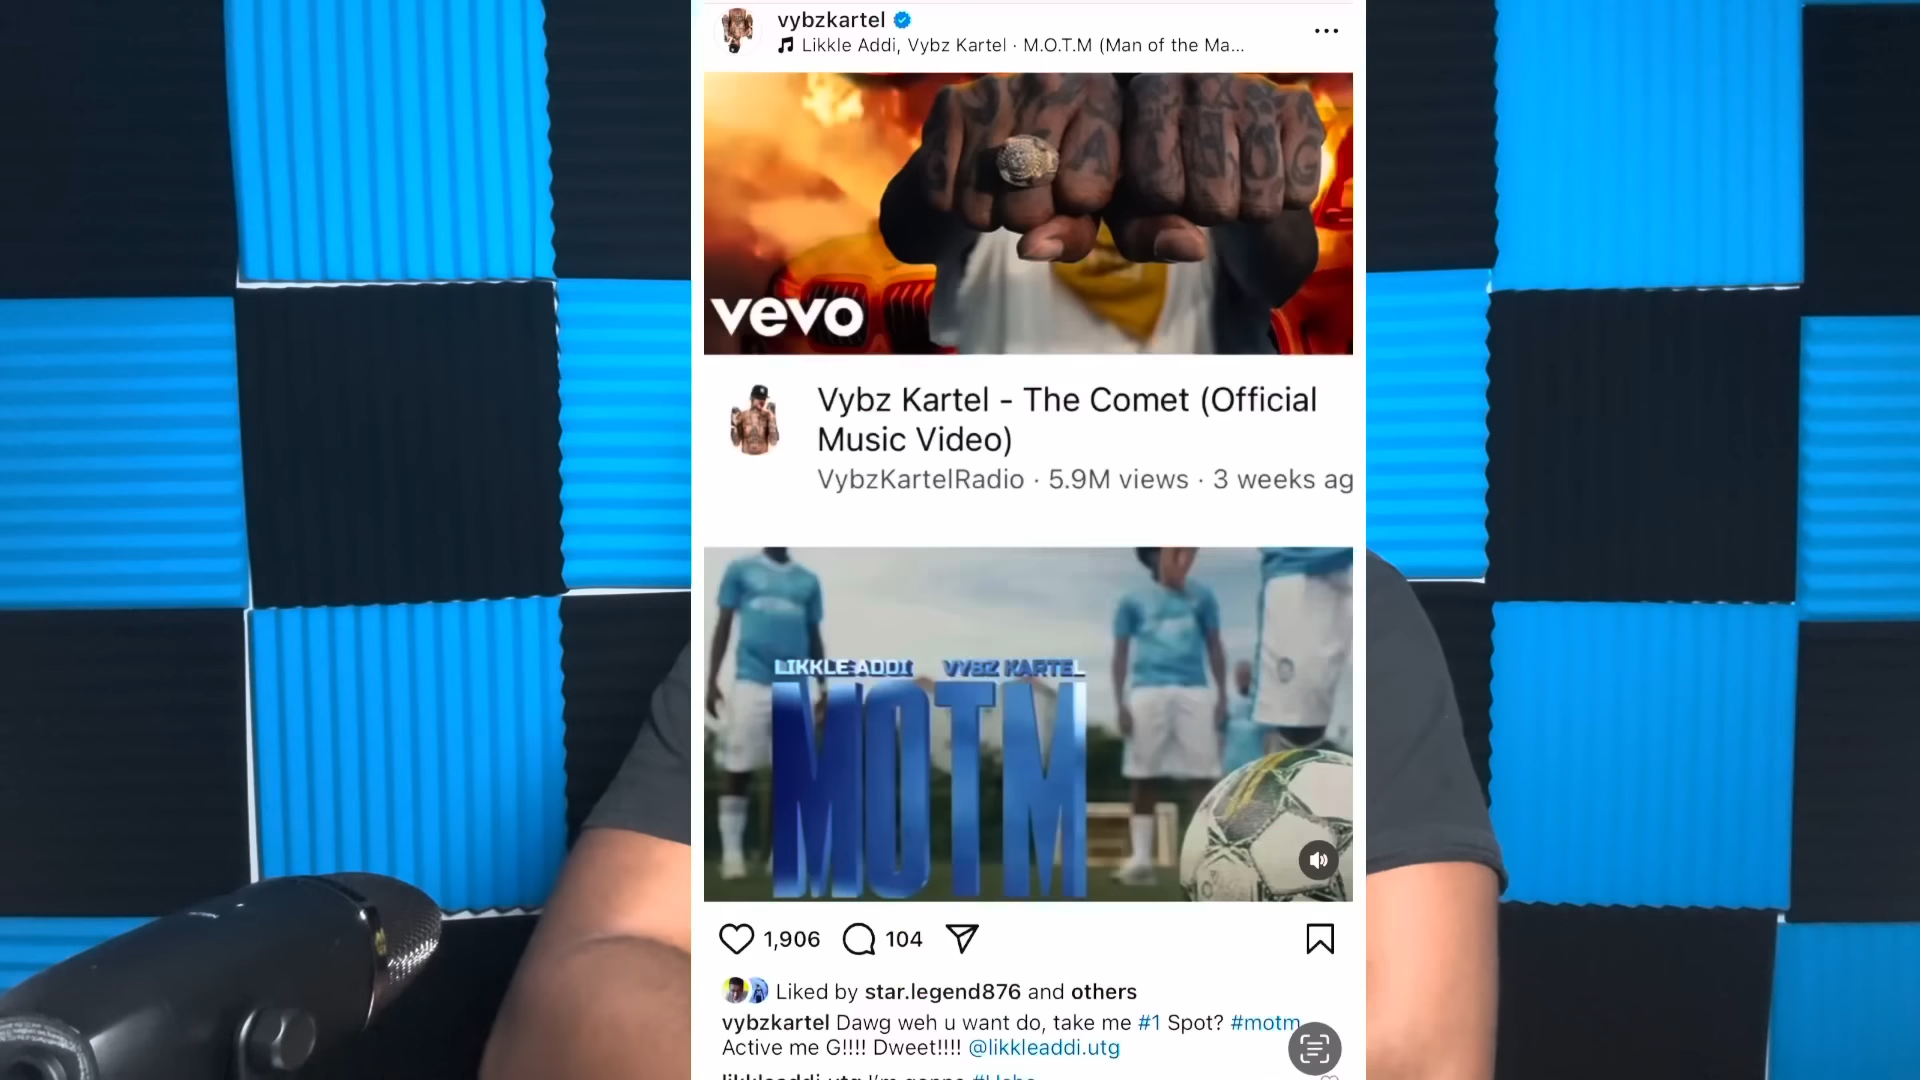 vybzkartel
Likkle Addi, Vybz Kartel · M.O.T.M (Man of the Ma...
vevo
Vybz Kartel - The Comet (Official
Music Video)
VybzKartelRadio · 5.9M views · 3 weeks ag
LIKKLE ADDI VYBZ KARTEL
MOTM
1,906 104
Liked by star.legend876 and others
vybzkartel Dawg weh u want do, take me #1 Spot? #motm
Active me G!!!! Dweet!!!! @likkleaddi.utg